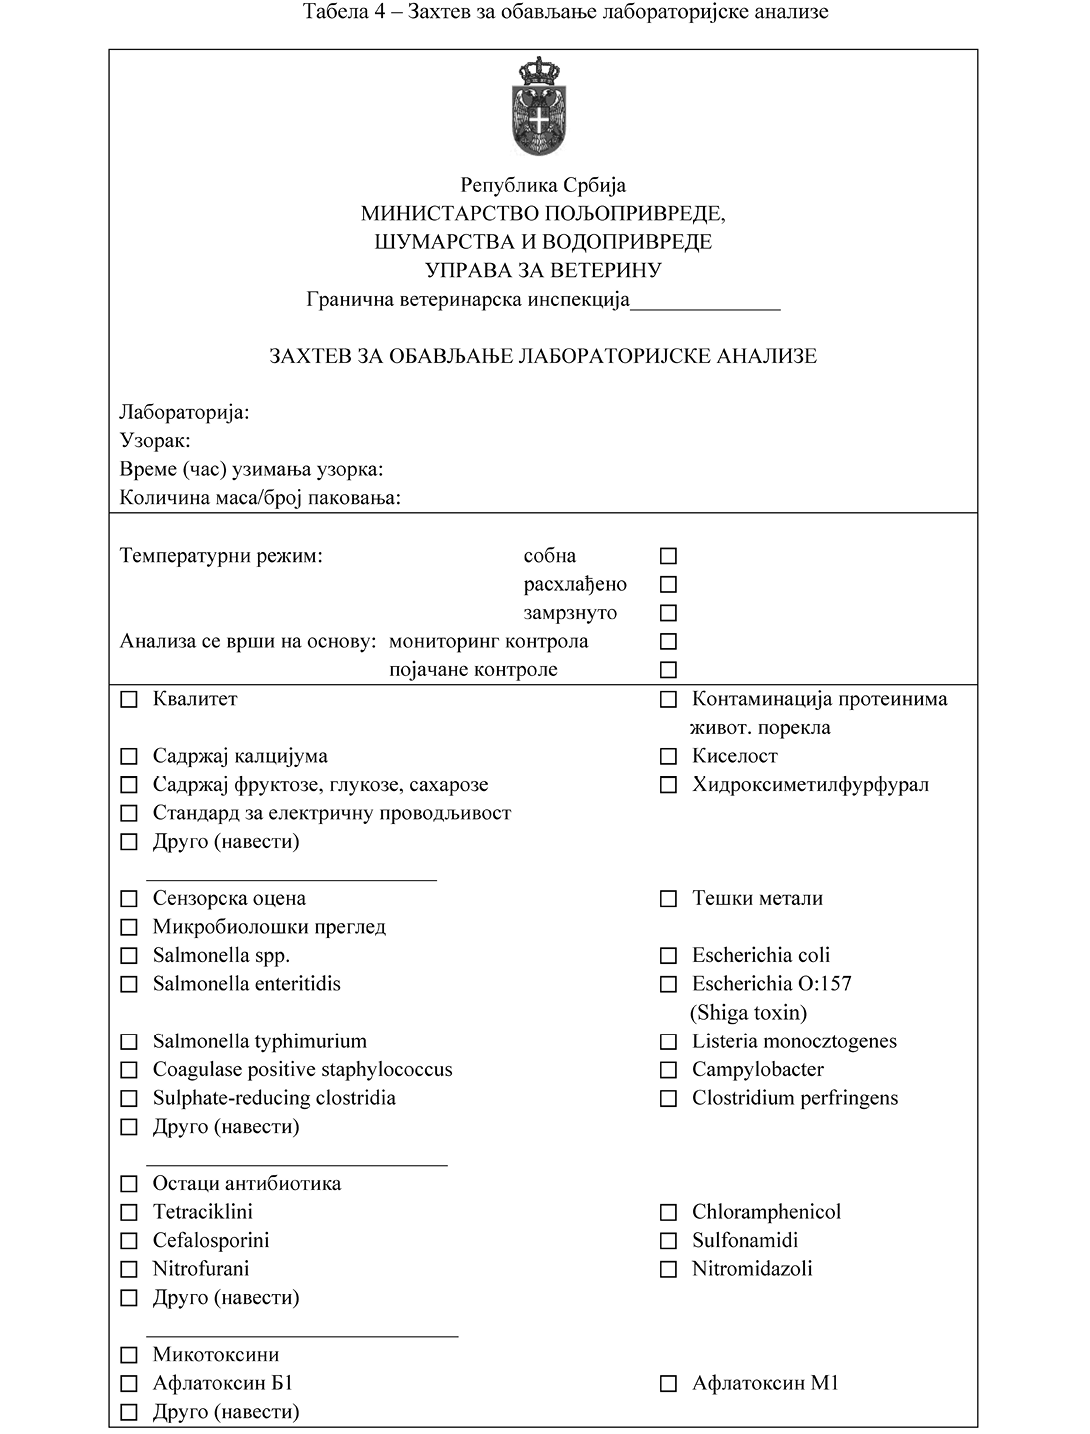 Табела 4 – Захтев за обављање лабораторијске анализе
Република Србија
МИНИСТАРСТВО ПОЉОПРИВРЕДЕ,
ШУМАРСТВА И ВОДОПРИВРЕДЕ
УПРАВА ЗА ВЕТЕРИНУ
Гранична ветеринарска инспекција______________
ЗАХТЕВ ЗА ОБАВЉАЊЕ ЛАБОРАТОРИЈСКЕ АНАЛИЗЕ
Лабораторија:
Узорак:
Време (час) узимања узорка:
Количина маса/број паковања:
Температурни режим: собна ☐
расхлађено ☐
замрзнуто ☐
Анализа се врши на основу: мониторинг контрола ☐
појачане контроле ☐
☐ Квалитет ☐ Контаминација протеинима
живот. порекла
☐ Садржај калцијума ☐ Киселост
☐ Садржај фруктозе, глукозе, сахарозе ☐ Хидроксиметилфурфурал
☐ Стандард за електричну проводљивост
☐ Друго (навести)
___________________________
☐ Сензорска оцена ☐ Тешки метали
☐ Микробиолошки преглед
☐ Salmonella spp. ☐ Escherichia coli
☐ Salmonella enteritidis ☐ Escherichia O:157
(Shiga toxin)
☐ Salmonella typhimurium ☐ Listeria monocztogenes
☐ Coagulase positive staphylococcus ☐ Campylobacter
☐ Sulphate-reducing clostridia ☐ Clostridium perfringens
☐ Друго (навести)
____________________________
☐ Остаци антибиотика
☐ Tetraciklini ☐ Chloramphenicol
☐ Cefalosporini ☐ Sulfonamidi
☐ Nitrofurani ☐ Nitromidazoli
☐ Друго (навести)
_____________________________
☐ Микотоксини
☐ Афлатоксин Б1 ☐ Афлатоксин М1
☐ Друго (навести)